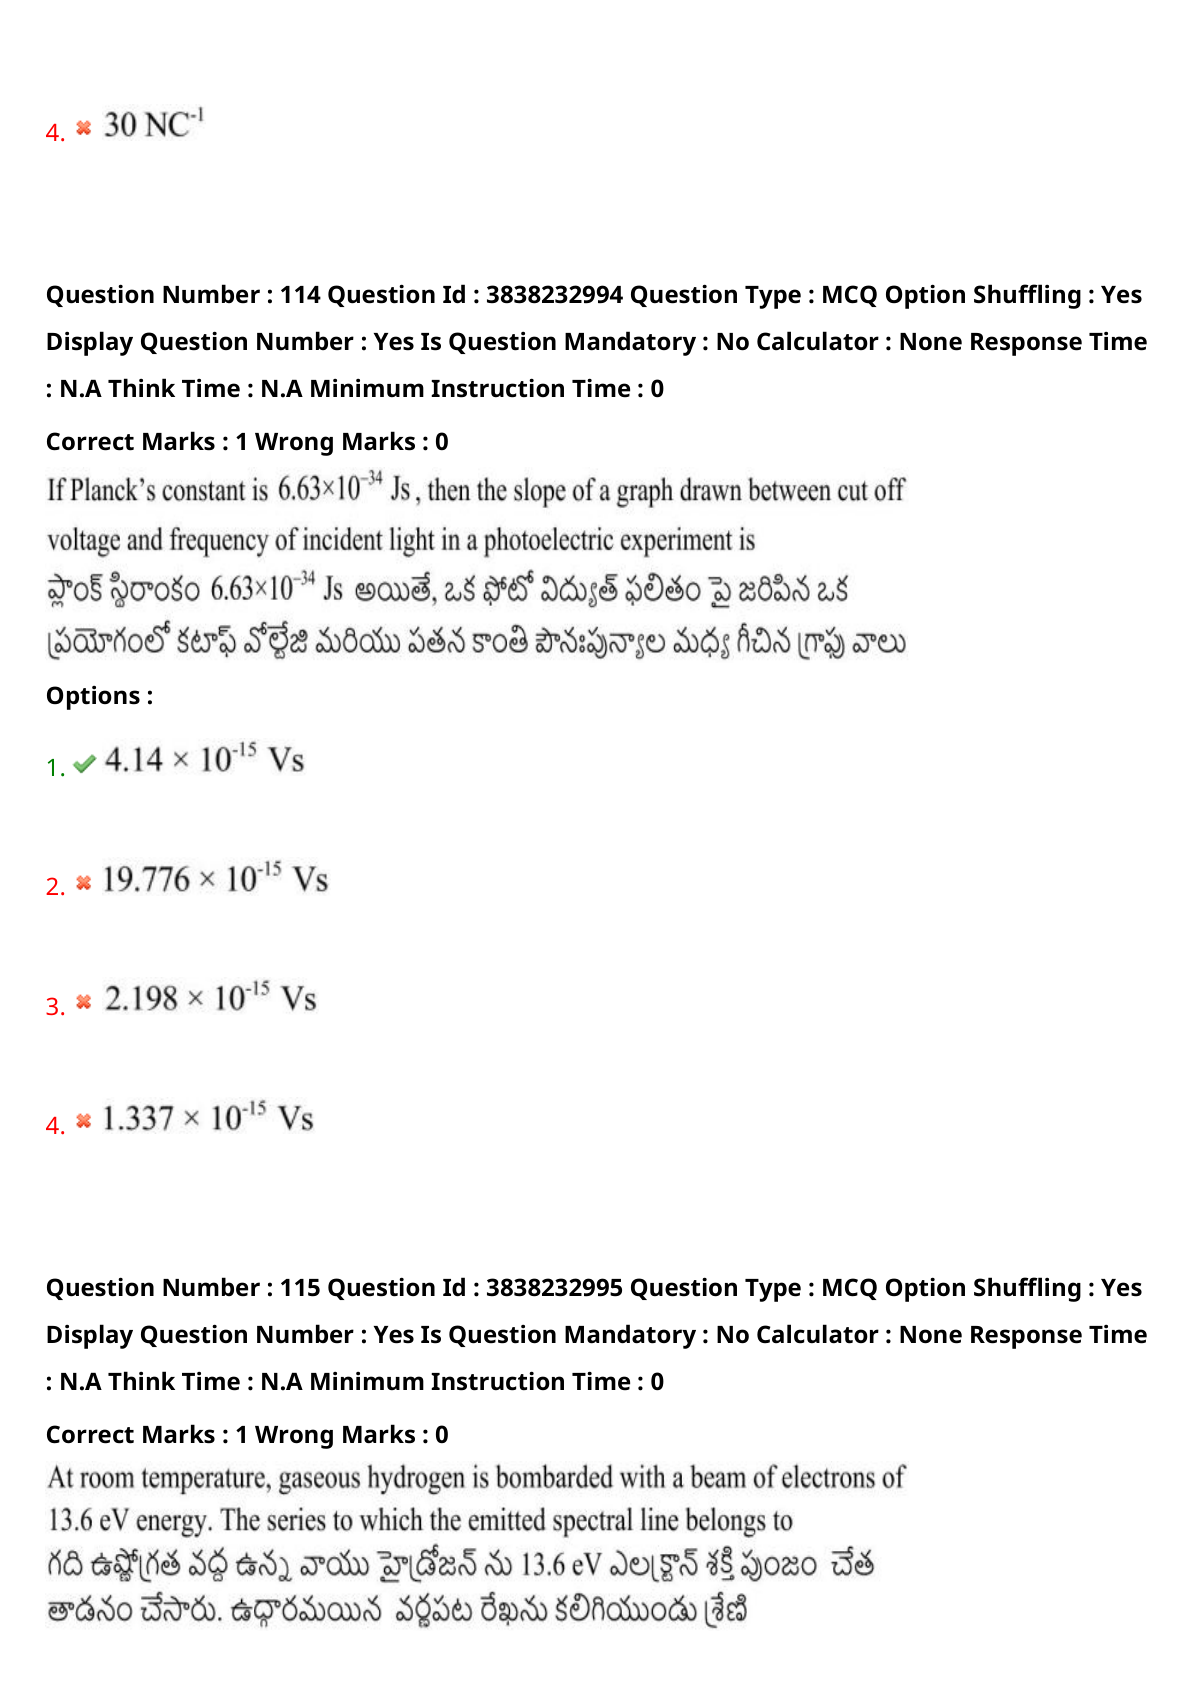 4. 30 NC⁻¹
Question Number : 114 Question Id : 3838232994 Question Type : MCQ Option Shuffling : Yes
Display Question Number : Yes Is Question Mandatory : No Calculator : None Response Time
: N.A Think Time : N.A Minimum Instruction Time : 0
Correct Marks : 1 Wrong Marks : 0
If Planck’s constant is 6.63×10⁻³⁴ Js , then the slope of a graph drawn between cut off
voltage and frequency of incident light in a photoelectric experiment is
ప్లాంక్ స్థిరాంకం 6.63×10⁻³⁴ Js అయితే, ఒక ఫోటో విద్యుత్ ఫలితం పై జరిపిన ఒక
ప్రయోగంలో కటాఫ్ వోల్టేజి మరియు పతన కాంతి పౌనఃపున్యాల మధ్య గీచిన గ్రాఫు వాలు
Options :
1. 4.14 × 10⁻¹⁵ Vs
2. 19.776 × 10⁻¹⁵ Vs
3. 2.198 × 10⁻¹⁵ Vs
4. 1.337 × 10⁻¹⁵ Vs
Question Number : 115 Question Id : 3838232995 Question Type : MCQ Option Shuffling : Yes
Display Question Number : Yes Is Question Mandatory : No Calculator : None Response Time
: N.A Think Time : N.A Minimum Instruction Time : 0
Correct Marks : 1 Wrong Marks : 0
At room temperature, gaseous hydrogen is bombarded with a beam of electrons of
13.6 eV energy. The series to which the emitted spectral line belongs to
గది ఉష్ణోగ్రత వద్ద ఉన్న వాయు హైడ్రోజన్ ను 13.6 eV ఎలక్ట్రాన్ శక్తి పుంజం చేత
తాడనం చేసారు. ఉద్గారమయిన వర్ణపట రేఖను కలిగియుండు శ్రేణి